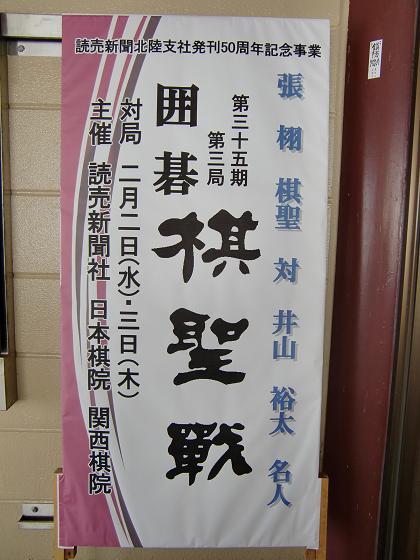 読売新聞北陸支社発刊50周年記念事業
張 栩 棋聖 対 井山 裕太 名人
第三十五期
第三局
囲碁
棋聖戰
対局 二月二日(水)・三日(木)
主催 読売新聞社 日本棋院 関西棋院